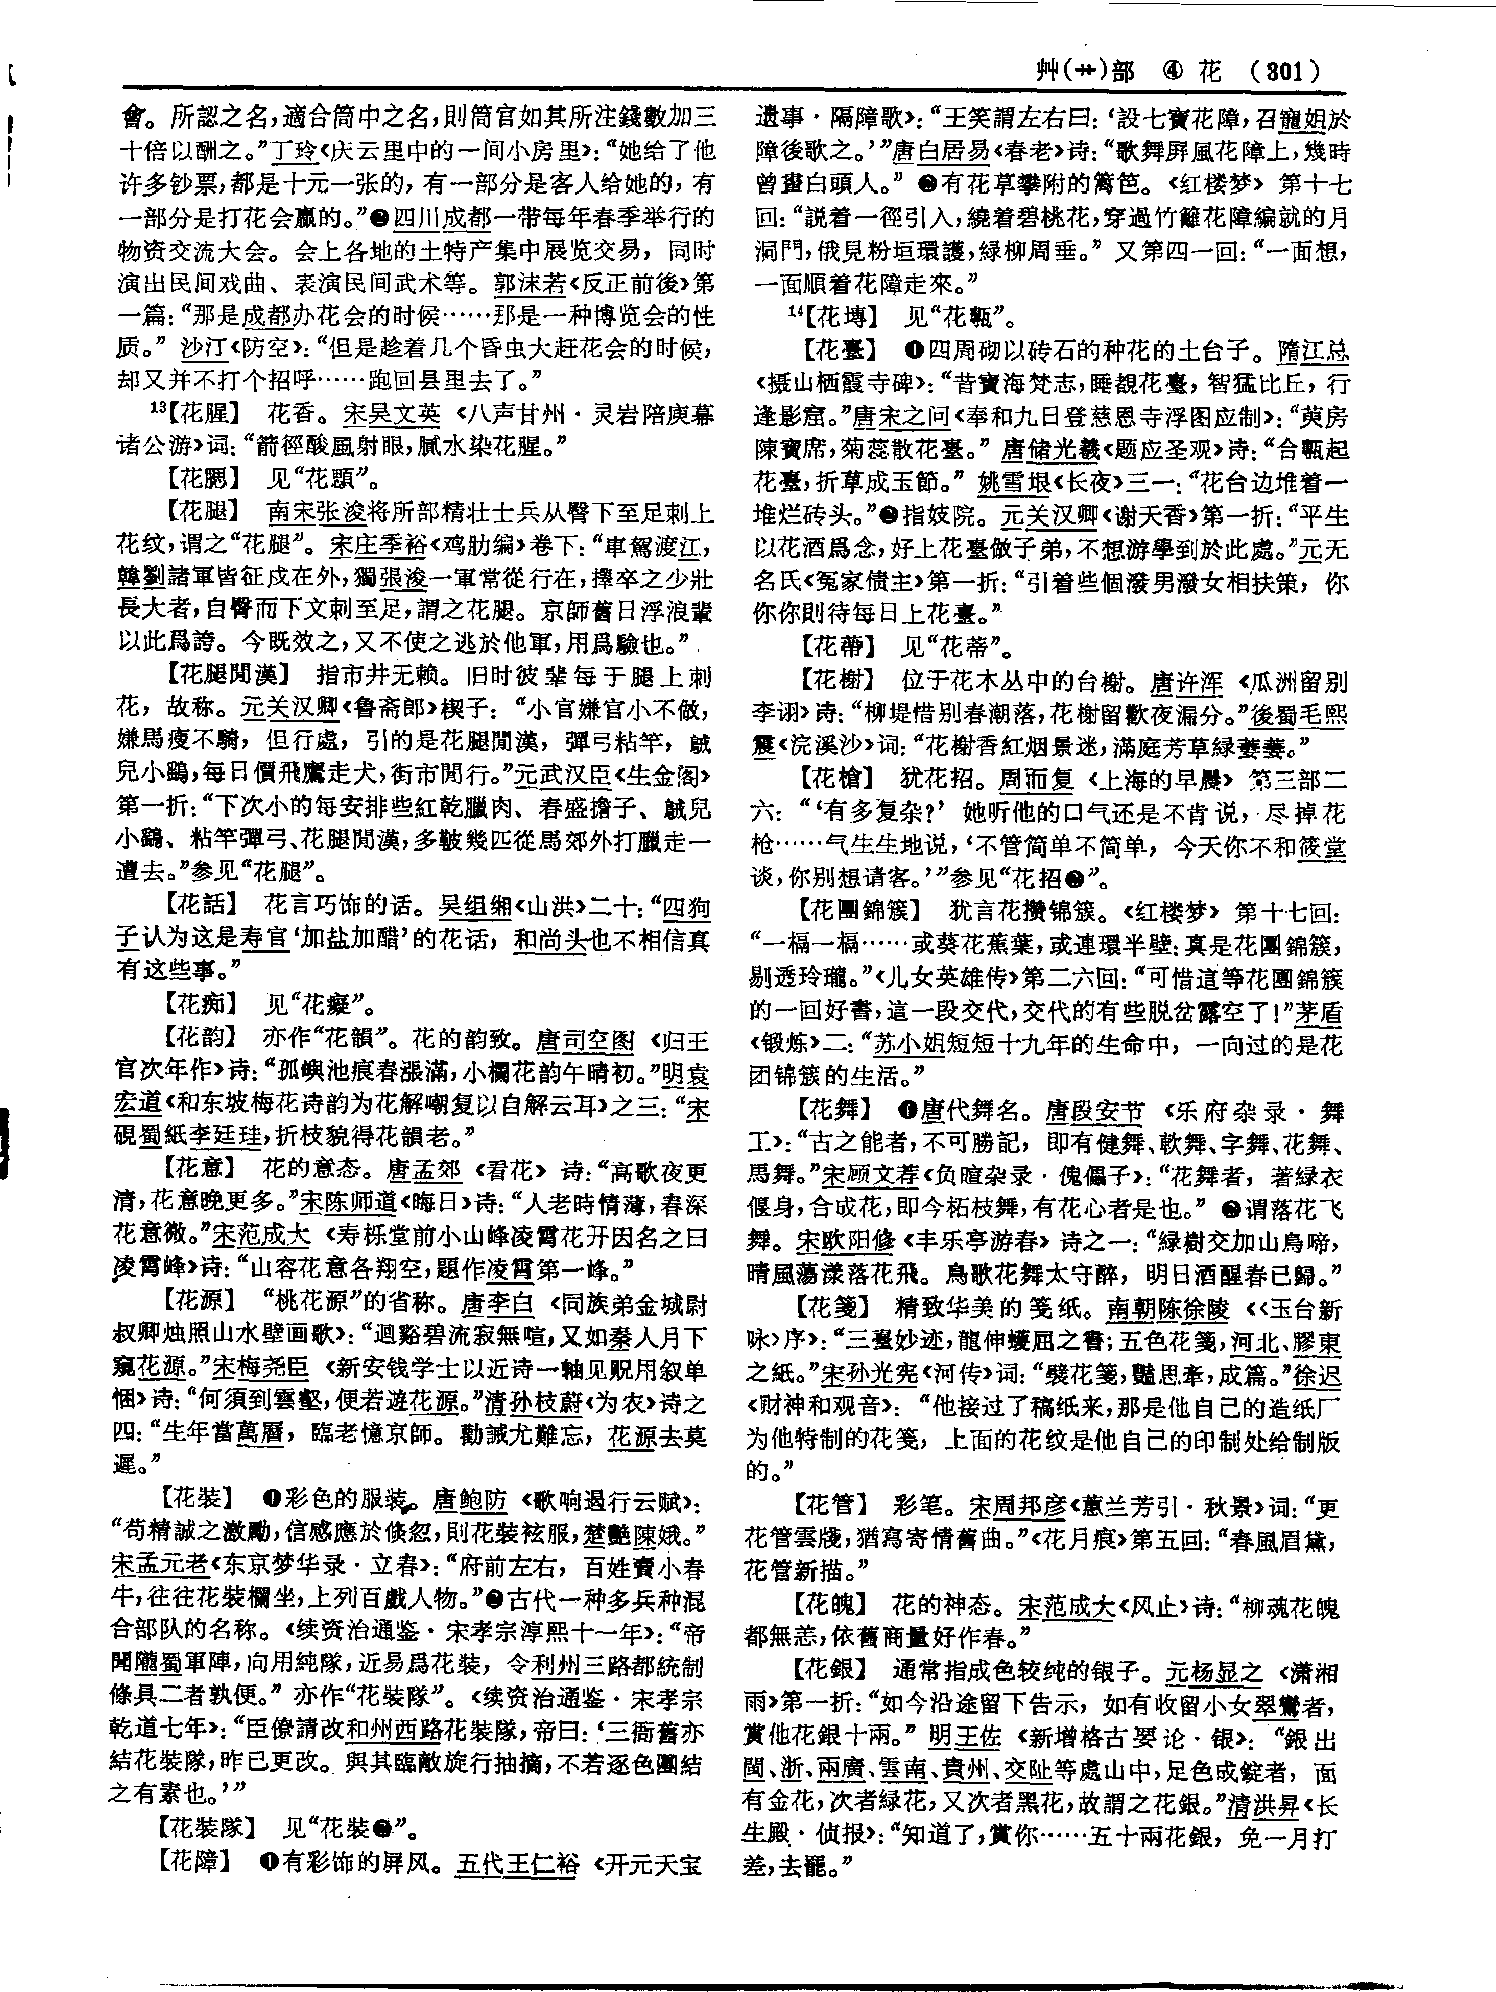 艸(艹)部 ④ 花 (301)
會。所認之名,適合筒中之名,則筒官如其所注錢數加三
十倍以酬之。”丁玲《庆云里中的一间小房里》:“她给了他
许多钞票,都是十元一张的,有一部分是客人给她的,有
一部分是打花会赢的。”❷四川成都一带每年春季举行的
物资交流大会。会上各地的土特产集中展览交易,同时
演出民间戏曲、表演民间武术等。郭沫若《反正前後》第
一篇:“那是成都办花会的时候……那是一种博览会的性
质。”沙汀《防空》:“但是趁着几个昏虫大赶花会的时候,
却又并不打个招呼……跑回县里去了。”
13【花腥】 花香。宋吴文英《八声甘州·灵岩陪庾幕
诸公游》词:“箭徑酸風射眼,膩水染花腥。”
【花腮】 见“花顋”。
【花腿】 南宋张浚将所部精壮士兵从臀下至足刺上
花纹,谓之“花腿”。宋庄季裕《鸡肋编》卷下:“車駕渡江,
韓劉諸軍皆征戍在外,獨張浚一軍常從行在,擇卒之少壯
長大者,自臀而下文刺至足,謂之花腿。京師舊日浮浪輩
以此爲誇。今既效之,又不使之逃於他軍,用爲驗也。”
【花腿閒漢】 指市井无赖。旧时彼辈每于腿上刺
花,故称。元关汉卿《鲁斋郎》楔子:“小官嫌官小不做,
嫌馬瘦不騎,但行處,引的是花腿閒漢,彈弓粘竿,𪀦
兒小鷂,每日價飛鷹走犬,街市閒行。”元武汉臣《生金阁》
第一折:“下次小的每安排些紅乾臘肉、春盛擔子、𪀦兒
小鷂、粘竿彈弓、花腿閒漢,多鞁幾匹從馬郊外打臘走一
遭去。”参见“花腿”。
【花話】 花言巧饰的话。吴组缃《山洪》二十:“四狗
子认为这是寿官‘加盐加醋’的花话,和尚头也不相信真
有这些事。”
【花痴】 见“花癡”。
【花韵】 亦作“花韻”。花的韵致。唐司空图《归王
官次年作》诗:“孤嶼池痕春漲滿,小欄花韵午晴初。”明袁
宏道《和东坡梅花诗韵为花解嘲复以自解云耳》之三:“宋
硯蜀紙李廷珪,折枝貌得花韻老。”
【花意】 花的意态。唐孟郊《看花》诗:“高歌夜更
清,花意晚更多。”宋陈师道《晦日》诗:“人老時情薄,春深
花意微。”宋范成大《寿栎堂前小山峰凌霄花开因名之曰
凌霄峰》诗:“山容花意各翔空,題作凌霄第一峰。”
【花源】 “桃花源”的省称。唐李白《同族弟金城尉
叔卿烛照山水壁画歌》:“迴谿碧流寂無喧,又如秦人月下
窺花源。”宋梅尧臣《新安钱学士以近诗一轴见贶用叙单
悃》诗:“何須到雲壑,便若遊花源。”清孙枝蔚《为农》诗之
四:“生年當萬曆,臨老憶京師。勸誡尤難忘,花源去莫
遲。”
【花裝】 ❶彩色的服装。唐鲍防《歌响遏行云赋》:
“苟精誠之激勵,信感應於倏忽,則花裝袨服,楚艷陳娥。”
宋孟元老《东京梦华录·立春》:“府前左右,百姓賣小春
牛,往往花裝欄坐,上列百戲人物。”❷古代一种多兵种混
合部队的名称。《续资治通鉴·宋孝宗淳熙十一年》:“帝
聞隴蜀軍陣,向用純隊,近易爲花裝,令利州三路都統制
條具二者孰便。”亦作“花裝隊”。《续资治通鉴·宋孝宗
乾道七年》:“臣僚請改和州西路花裝隊,帝曰:‘三衙舊亦
結花裝隊,昨已更改。與其臨敵旋行抽摘,不若逐色團結
之有素也。’”
【花裝隊】 见“花裝❷”。
【花障】 ❶有彩饰的屏风。五代王仁裕《开元天宝
遗事·隔障歌》:“王笑謂左右曰:‘設七寶花障,召寵姐於
障後歌之。’”唐白居易《春老》诗:“歌舞屏風花障上,幾時
曾畫白頭人。”❷有花草攀附的篱笆。《红楼梦》第十七
回:“説着一徑引入,繞着碧桃花,穿過竹籬花障編就的月
洞門,俄見粉垣環護,緑柳周垂。”又第四一回:“一面想,
一面順着花障走來。”
14【花塼】 见“花甎”。
【花臺】 ❶四周砌以砖石的种花的土台子。隋江总
《摄山栖霞寺碑》:“昔寶海梵志,睡覩花臺,智猛比丘,行
逢影窟。”唐宋之问《奉和九日登慈恩寺浮图应制》:“萸房
陳寶席,菊蕊散花臺。”唐储光羲《题应圣观》诗:“合甎起
花臺,折草成玉節。”姚雪垠《长夜》三一:“花台边堆着一
堆烂砖头。”❷指妓院。元关汉卿《谢天香》第一折:“平生
以花酒爲念,好上花臺做子弟,不想游學到於此處。”元无
名氏《冤家债主》第一折:“引着些個潑男潑女相扶策,你
你你則待每日上花臺。”
【花蔕】 见“花蒂”。
【花榭】 位于花木丛中的台榭。唐许浑《瓜洲留别
李诩》诗:“柳堤惜别春潮落,花榭留歡夜漏分。”後蜀毛熙
震《浣溪沙》词:“花榭香紅烟景迷,滿庭芳草緑萋萋。”
【花槍】 犹花招。周而复《上海的早晨》第三部二
六:“‘有多复杂?’她听他的口气还是不肯说,尽掉花
枪……气生生地说,‘不管简单不简单,今天你不和筱堂
谈,你别想请客。’”参见“花招❷”。
【花團錦簇】 犹言花攒锦簇。《红楼梦》第十七回:
“一槅一槅……或葵花蕉葉,或連環半壁:真是花團錦簇,
剔透玲瓏。”《儿女英雄传》第二六回:“可惜這等花團錦簇
的一回好書,這一段交代,交代的有些脱岔露空了!”茅盾
《锻炼》二:“苏小姐短短十九年的生命中,一向过的是花
团锦簇的生活。”
【花舞】 ❶唐代舞名。唐段安节《乐府杂录·舞
工》:“古之能者,不可勝記,即有健舞、軟舞、字舞、花舞、
馬舞。”宋顾文荐《负暄杂录·傀儡子》:“花舞者,著緑衣
偃身,合成花,即今柘枝舞,有花心者是也。”❷谓落花飞
舞。宋欧阳修《丰乐亭游春》诗之一:“緑樹交加山鳥啼,
晴風蕩漾落花飛。鳥歌花舞太守醉,明日酒醒春已歸。”
【花箋】 精致华美的笺纸。南朝陈徐陵《〈玉台新
咏〉序》:“三臺妙迹,龍伸蠖屈之書;五色花箋,河北、膠東
之紙。”宋孙光宪《河传》词:“襞花箋,豔思牽,成篇。”徐迟
《财神和观音》:“他接过了稿纸来,那是他自己的造纸厂
为他特制的花笺,上面的花纹是他自己的印制处给制版
的。”
【花管】 彩笔。宋周邦彦《蕙兰芳引·秋景》词:“更
花管雲牋,猶寫寄情舊曲。”《花月痕》第五回:“春風眉黛,
花管新描。”
【花魄】 花的神态。宋范成大《风止》诗:“柳魂花魄
都無恙,依舊商量好作春。”
【花銀】 通常指成色较纯的银子。元杨显之《潇湘
雨》第一折:“如今沿途留下告示,如有收留小女翠鸞者,
賞他花銀十兩。”明王佐《新增格古要论·银》:“銀出
閩、浙、兩廣、雲南、貴州、交阯等處山中,足色成錠者,面
有金花,次者緑花,又次者黑花,故謂之花銀。”清洪昇《长
生殿·侦报》:“知道了,賞你……五十兩花銀,免一月打
差,去罷。”